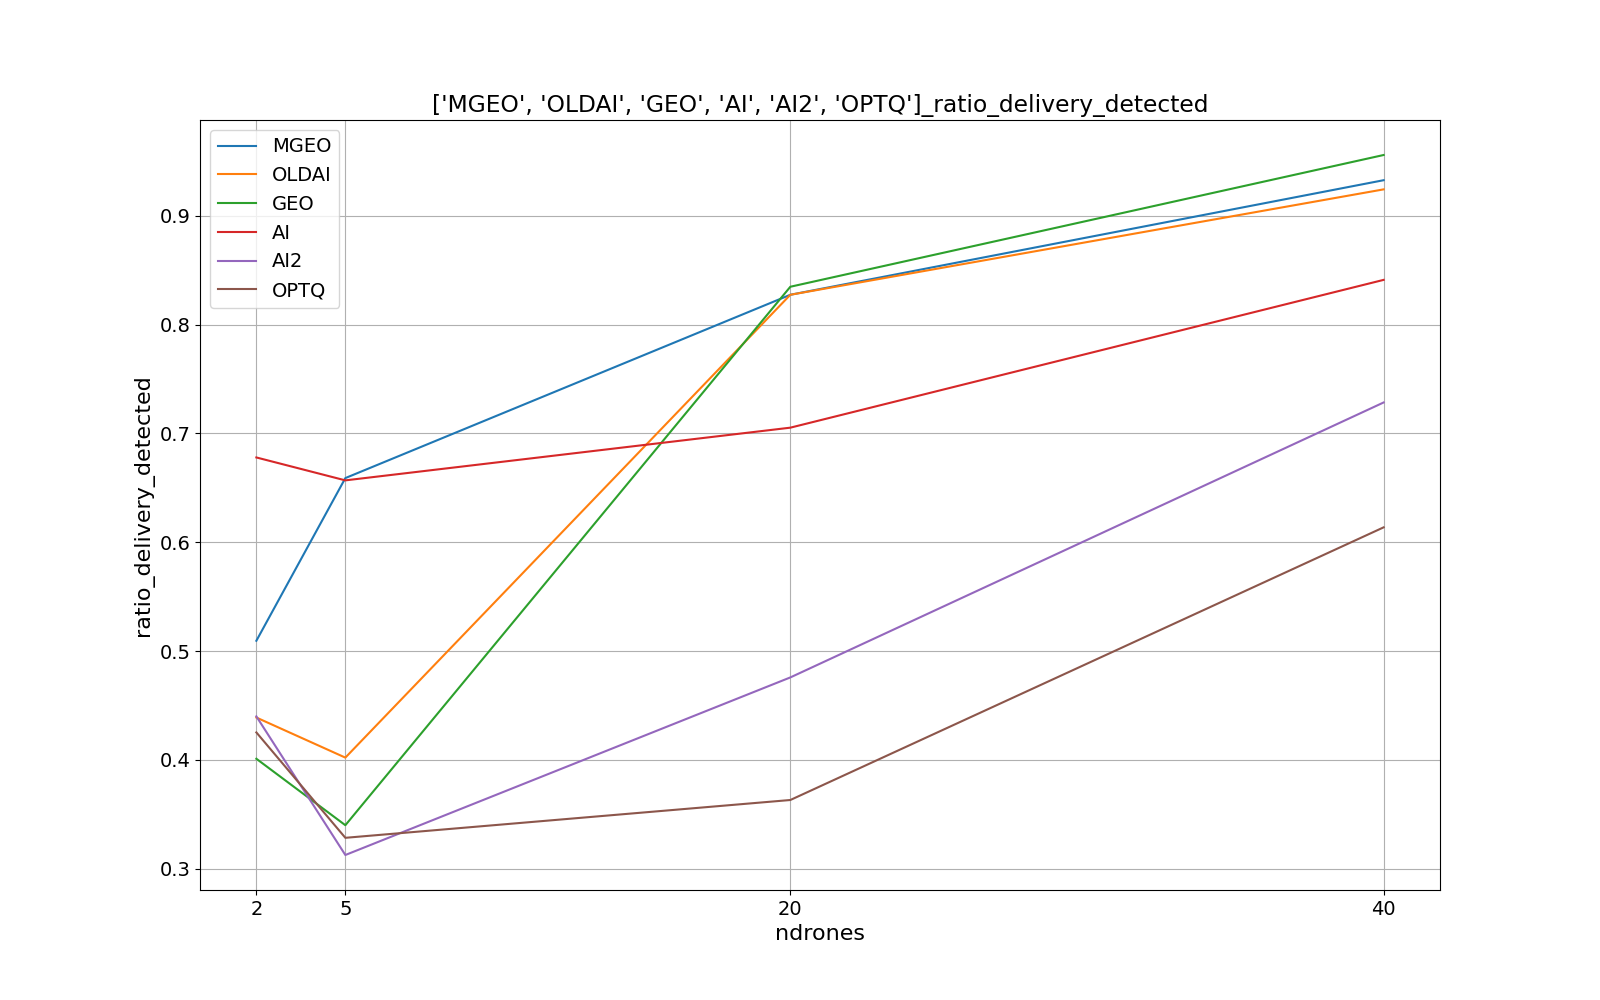 ['MGEO', 'OLDAI', 'GEO', 'AI', 'AI2', 'OPTQ']_ratio_delivery_detected
MGEO
OLDAI
GEO
AI
AI2
OPTQ
0.9
0.8
0.7
0.6
0.5
0.4
0.3
ratio_delivery_detected
2 5 20 40
ndrones